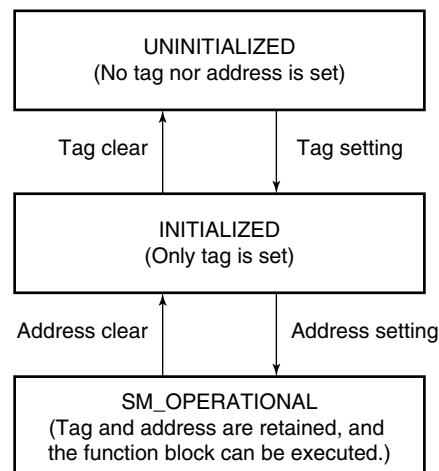 UNINITIALIZED
(No tag nor address is set)
Tag clear
Tag setting
INITIALIZED
(Only tag is set)
Address clear
Address setting
SM_OPERATIONAL
(Tag and address are retained, and
the function block can be executed.)